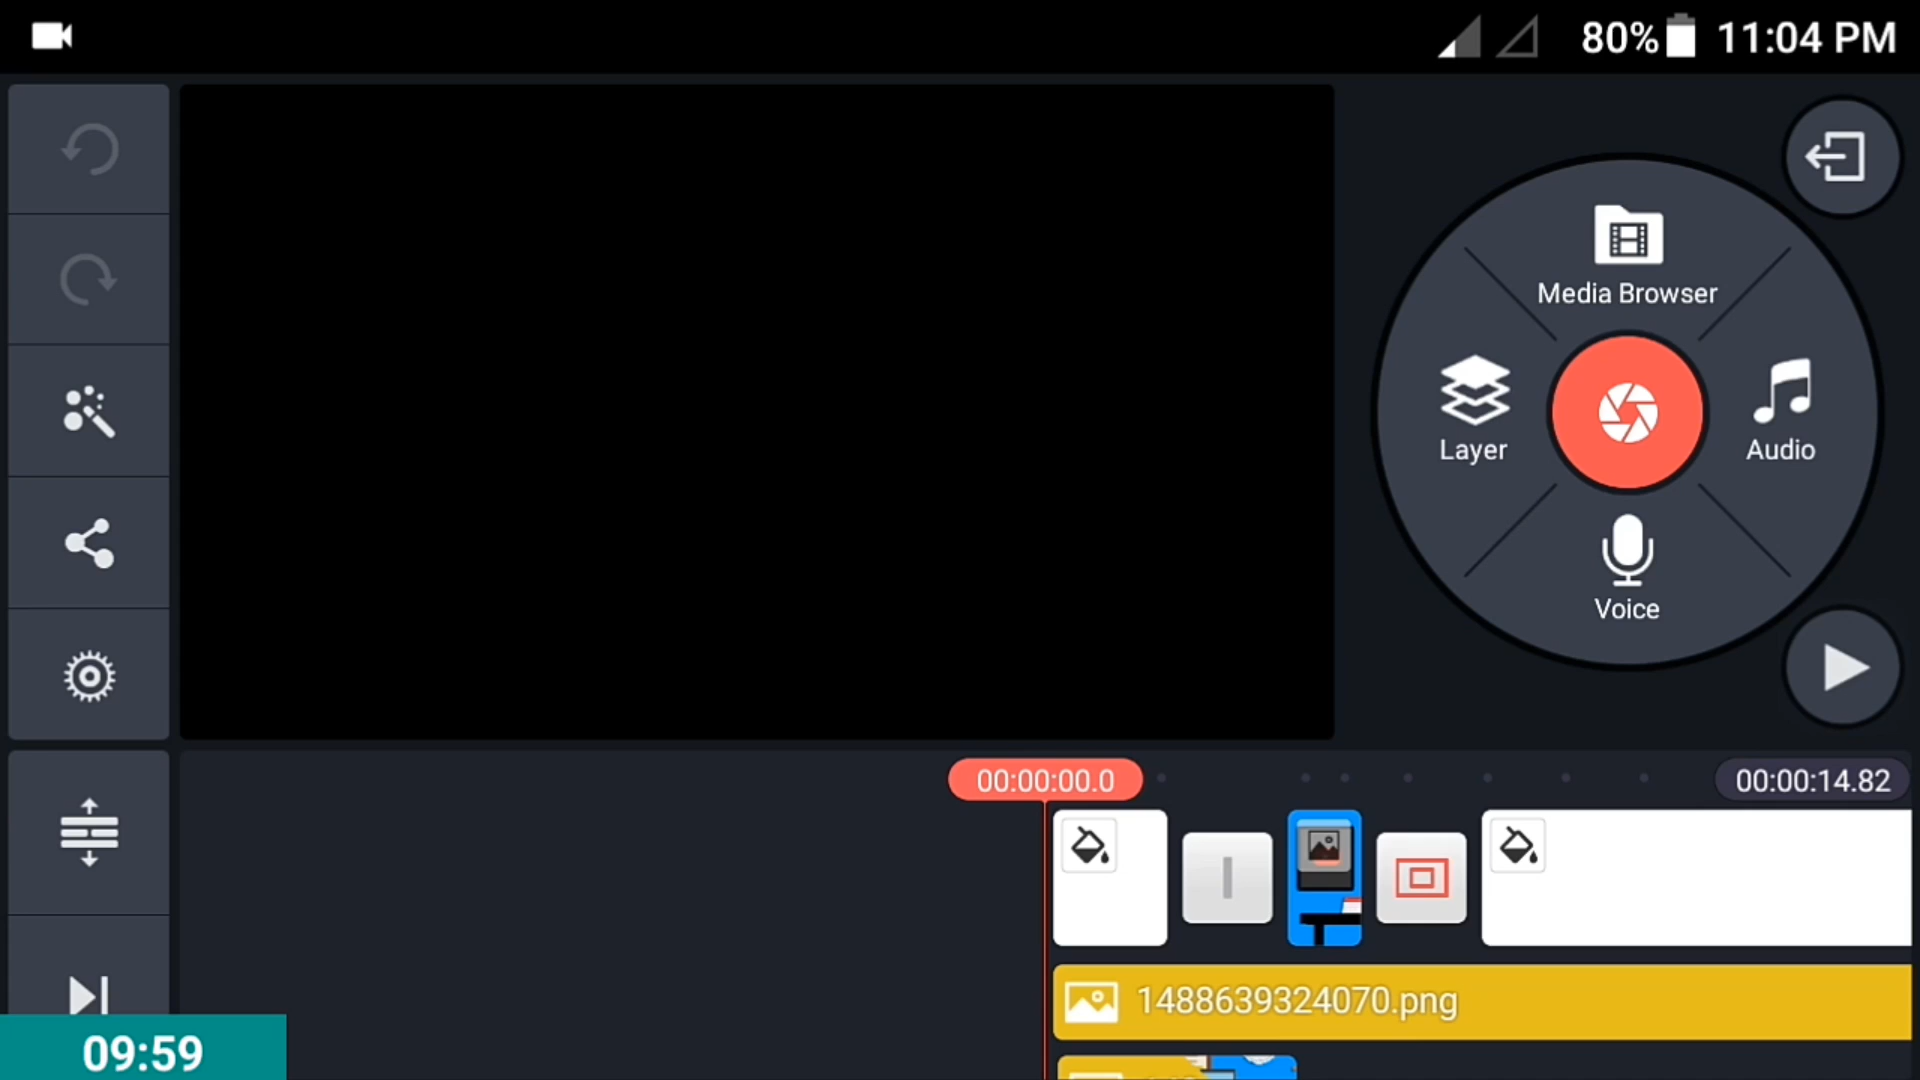 80% 11:04 PM
Media Browser
Layer
Audio
Voice
00:00:00.0
00:00:14.82
1488639324070.png
09:59